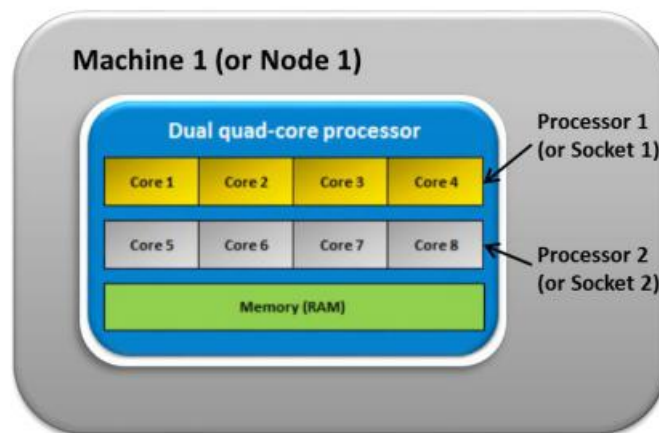 Machine 1 (or Node 1)
Dual quad-core processor
Processor 1
(or Socket 1)
Core 1 Core 2 Core 3 Core 4
Core 5 Core 6 Core 7 Core 8
Processor 2
(or Socket 2)
Memory (RAM)